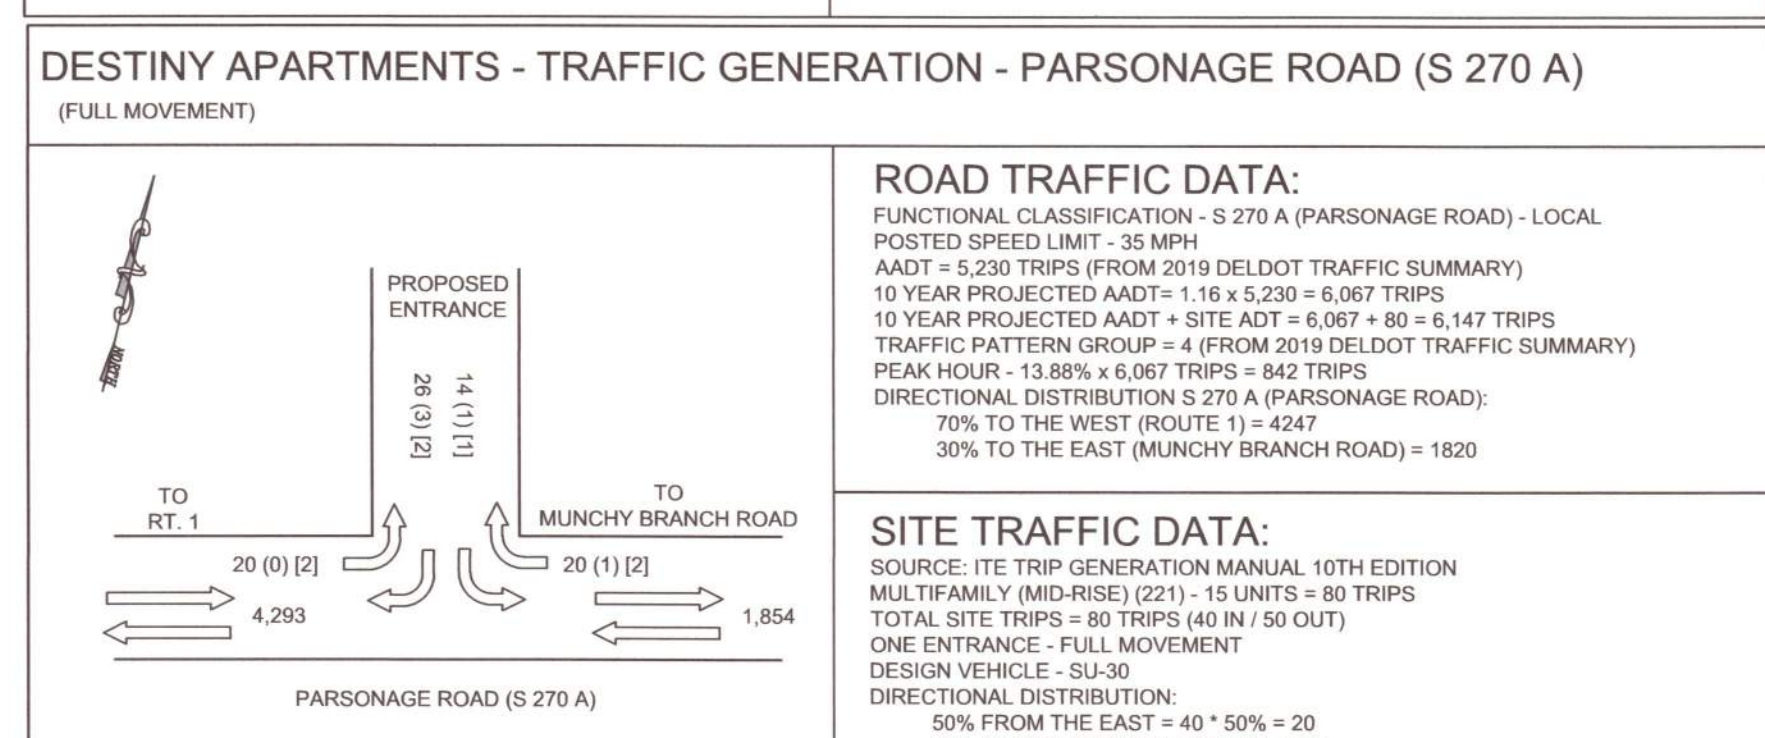 DESTINY APARTMENTS - TRAFFIC GENERATION - PARSONAGE ROAD (S 270 A)
(FULL MOVEMENT)
NORTH
PROPOSED
ENTRANCE
26 (3) [2]
14 (1) [1]
TO
RT. 1
TO
MUNCHY BRANCH ROAD
20 (0) [2]
20 (1) [2]
4,293
1,854
PARSONAGE ROAD (S 270 A)
ROAD TRAFFIC DATA:
FUNCTIONAL CLASSIFICATION - S 270 A (PARSONAGE ROAD) - LOCAL
POSTED SPEED LIMIT - 35 MPH
AADT = 5,230 TRIPS (FROM 2019 DELDOT TRAFFIC SUMMARY)
10 YEAR PROJECTED AADT= 1.16 x 5,230 = 6,067 TRIPS
10 YEAR PROJECTED AADT + SITE ADT = 6,067 + 80 = 6,147 TRIPS
TRAFFIC PATTERN GROUP = 4 (FROM 2019 DELDOT TRAFFIC SUMMARY)
PEAK HOUR - 13.88% x 6,067 TRIPS = 842 TRIPS
DIRECTIONAL DISTRIBUTION S 270 A (PARSONAGE ROAD):
70% TO THE WEST (ROUTE 1) = 4247
30% TO THE EAST (MUNCHY BRANCH ROAD) = 1820
SITE TRAFFIC DATA:
SOURCE: ITE TRIP GENERATION MANUAL 10TH EDITION
MULTIFAMILY (MID-RISE) (221) - 15 UNITS = 80 TRIPS
TOTAL SITE TRIPS = 80 TRIPS (40 IN / 50 OUT)
ONE ENTRANCE - FULL MOVEMENT
DESIGN VEHICLE - SU-30
DIRECTIONAL DISTRIBUTION:
50% FROM THE EAST = 40 * 50% = 20